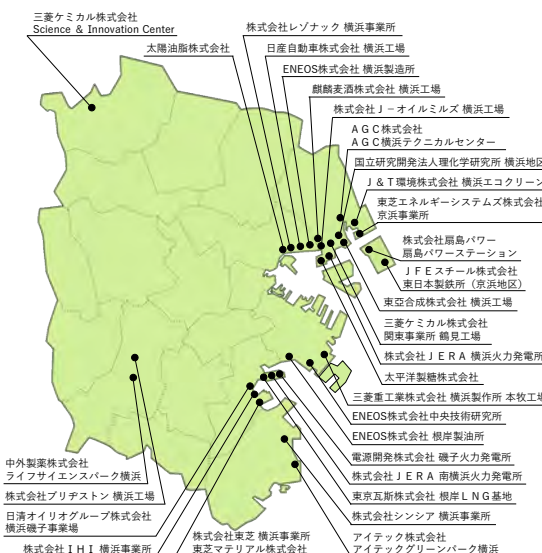 三菱ケミカル株式会社
Science & Innovation Center
株式会社レゾナック 横浜事業所
太陽油脂株式会社
日産自動車株式会社 横浜工場
ENEOS株式会社 横浜製造所
麒麟麦酒株式会社 横浜工場
株式会社J－オイルミルズ 横浜工場
AGC株式会社
AGC横浜テクニカルセンター
国立研究開発法人理化学研究所 横浜地区
J＆T環境株式会社 横浜エコクリーン
東芝エネルギーシステムズ株式会社
京浜事業所
株式会社扇島パワー
扇島パワーステーション
JFEスチール株式会社
東日本製鉄所（京浜地区）
東亞合成株式会社 横浜工場
三菱ケミカル株式会社
関東事業所 鶴見工場
株式会社JERA 横浜火力発電所
太平洋製糖株式会社
三菱重工業株式会社 横浜製作所 本牧工場
ENEOS株式会社中央技術研究所
ENEOS株式会社 根岸製油所
電源開発株式会社 磯子火力発電所
株式会社JERA 南横浜火力発電所
東京瓦斯株式会社 根岸LNG基地
株式会社シンシア 横浜事業所
アイテック株式会社
アイテックグリーンパーク横浜
中外製薬株式会社
ライフサイエンスパーク横浜
株式会社ブリヂストン 横浜工場
日清オイリオグループ株式会社
横浜磯子事業場
株式会社IHI 横浜事業所
株式会社東芝 横浜事業所
東芝マテリアル株式会社